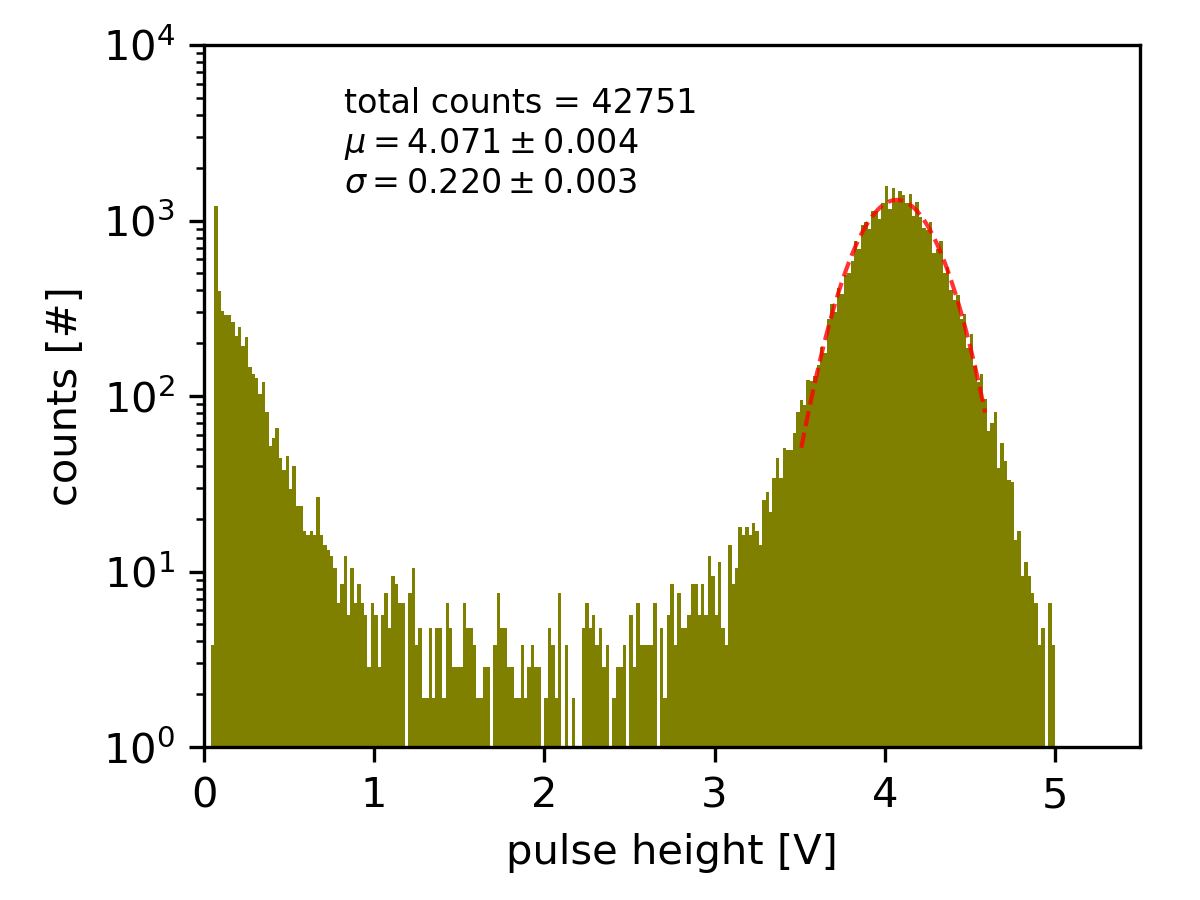 total counts = 42751
μ = 4.071 ± 0.004
σ = 0.220 ± 0.003
10⁴
10³
10²
10¹
10⁰
counts [#]
0 1 2 3 4 5
pulse height [V]